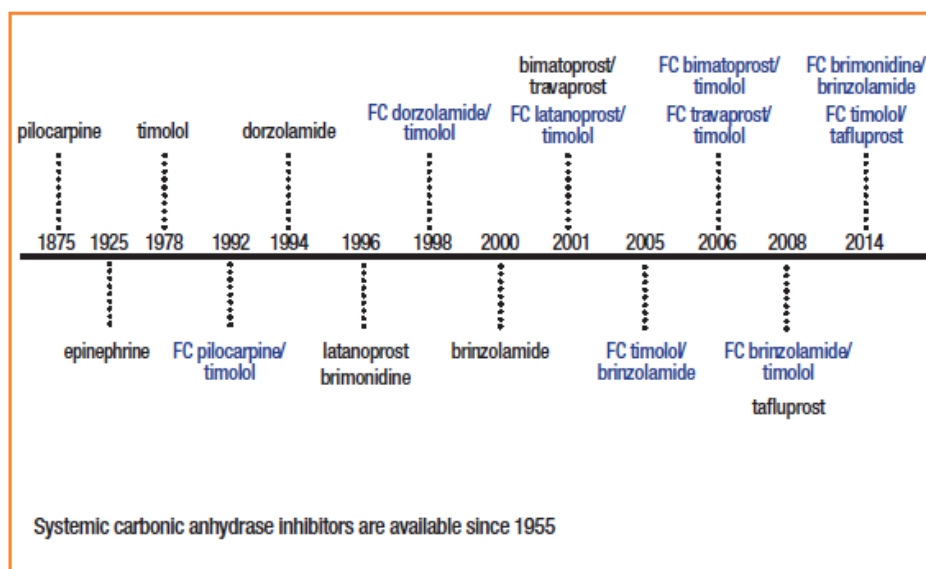 bimatoprost/
travaprost
FC bimatoprost/
timolol
FC brimonidine/
brinzolamide
pilocarpine
timolol
dorzolamide
FC dorzolamide/
timolol
FC latanoprost/
timolol
FC travaprost/
timolol
FC timolol/
tafluprost
1875 1925 1978 1992 1994 1996 1998 2000 2001 2005 2006 2008 2014
epinephrine
FC pilocarpine/
timolol
latanoprost
brimonidine
brinzolamide
FC timolol/
brinzolamide
FC brinzolamide/
timolol
tafluprost
Systemic carbonic anhydrase inhibitors are available since 1955